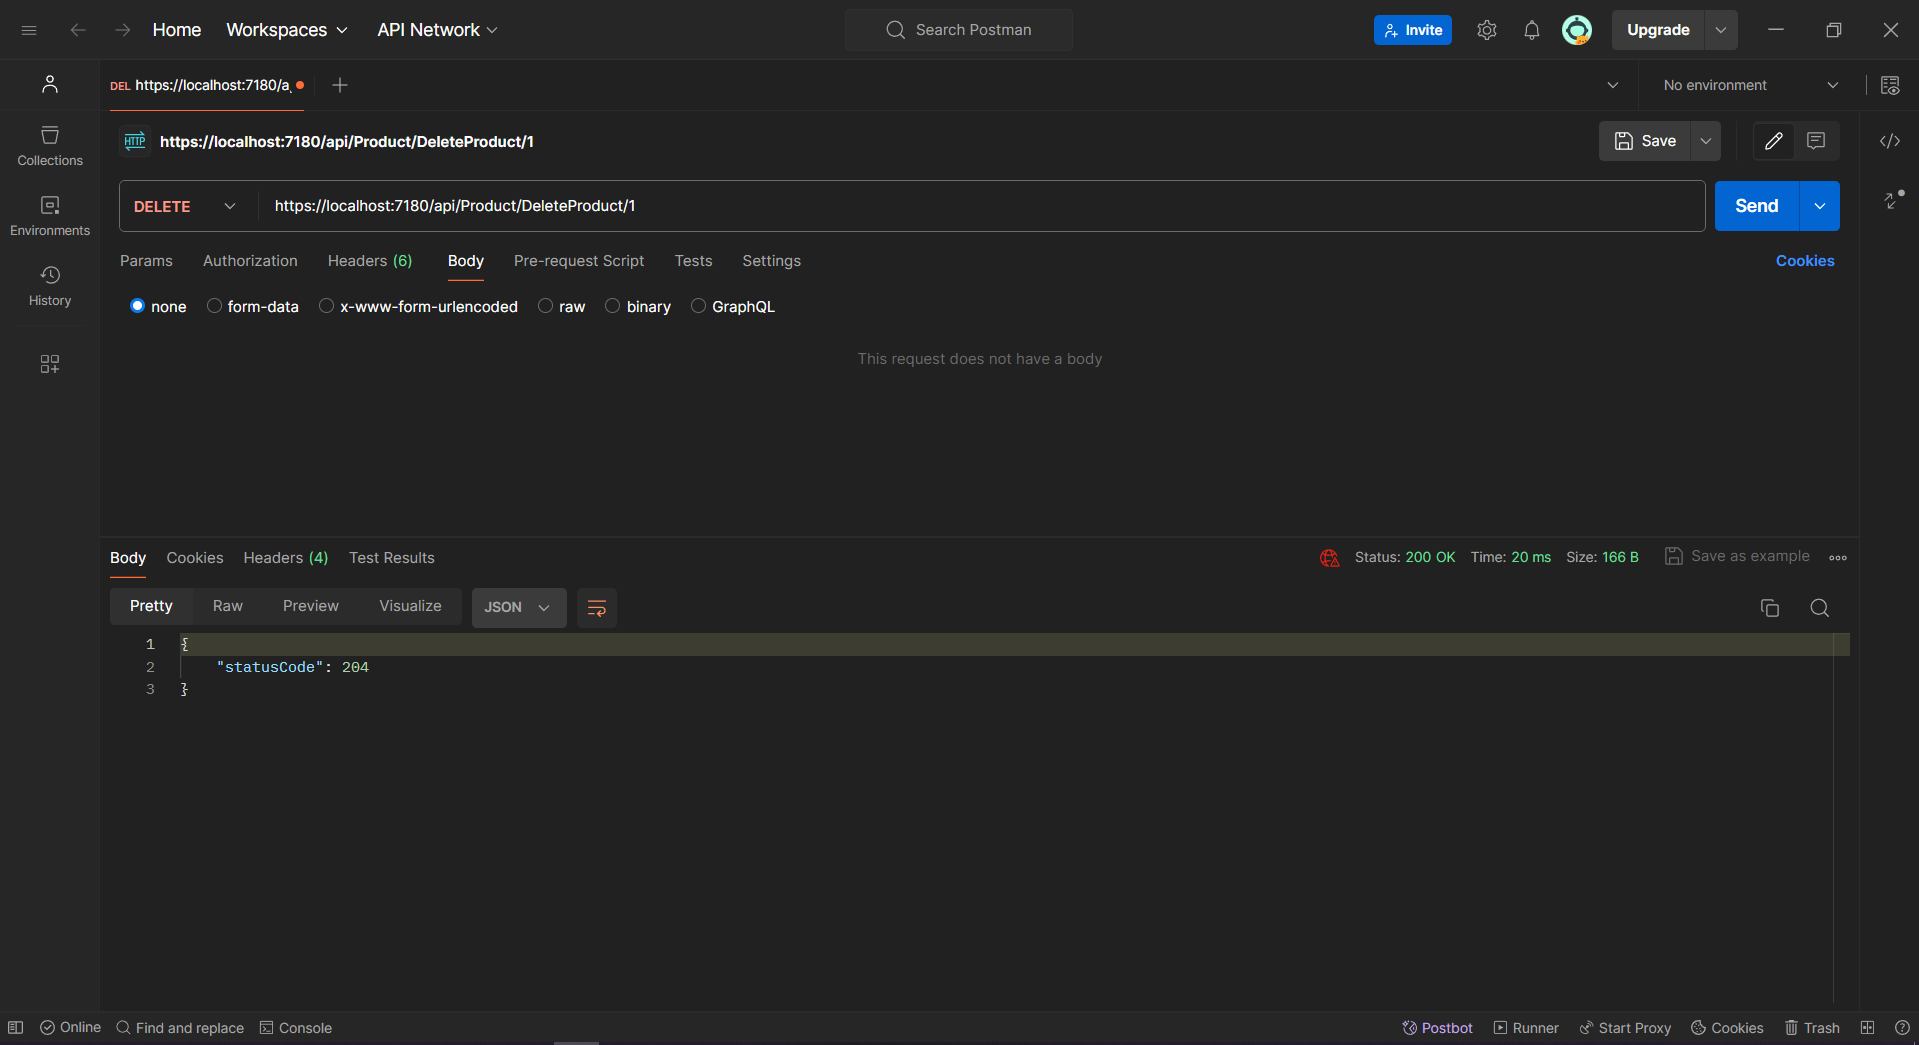 Home Workspaces API Network Search Postman Invite Upgrade
DEL https://localhost:7180/a No environment
HTTP https://localhost:7180/api/Product/DeleteProduct/1 Save
Collections
Environments
History
DELETE https://localhost:7180/api/Product/DeleteProduct/1 Send
Params Authorization Headers (6) Body Pre-request Script Tests Settings Cookies
none form-data x-www-form-urlencoded raw binary GraphQL
This request does not have a body
Body Cookies Headers (4) Test Results Status: 200 OK Time: 20 ms Size: 166 B Save as example
Pretty Raw Preview Visualize JSON
1 {
2 "statusCode": 204
3 }
Online Find and replace Console Postbot Runner Start Proxy Cookies Trash